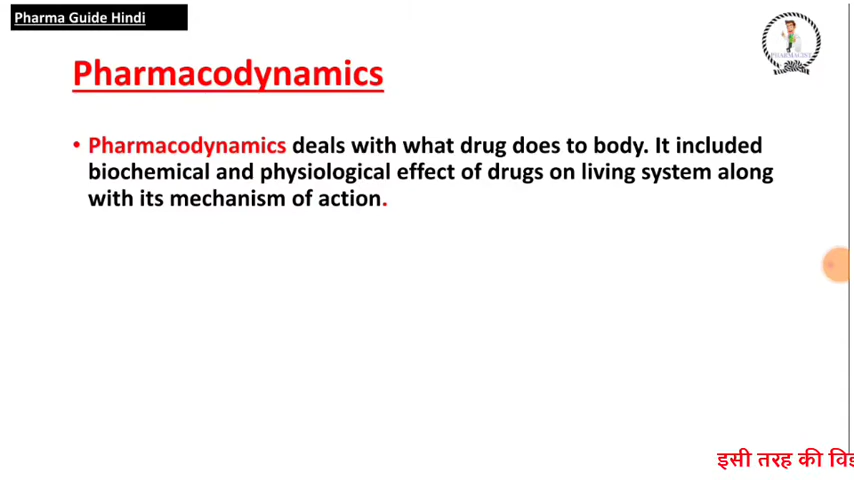 Pharma Guide Hindi
Pharmacodynamics
PHARMACIST
• Pharmacodynamics deals with what drug does to body. It included
biochemical and physiological effect of drugs on living system along
with its mechanism of action.
इसी तरह की